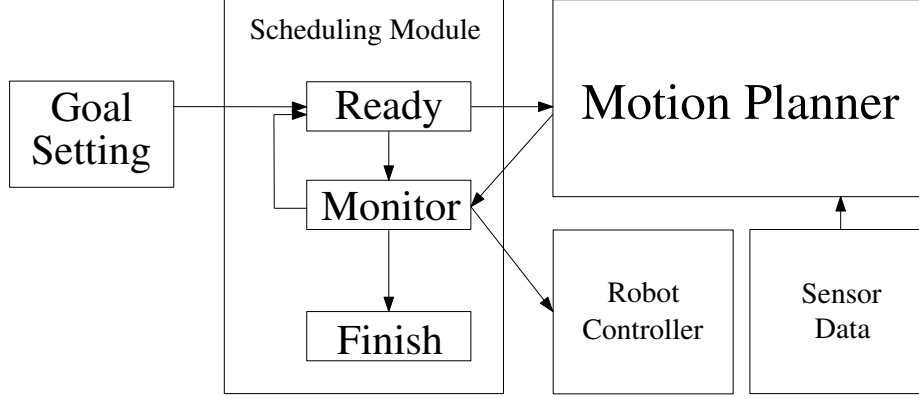 Scheduling Module
Goal
Setting
Ready
Motion Planner
Monitor
Finish
Robot
Controller
Sensor
Data